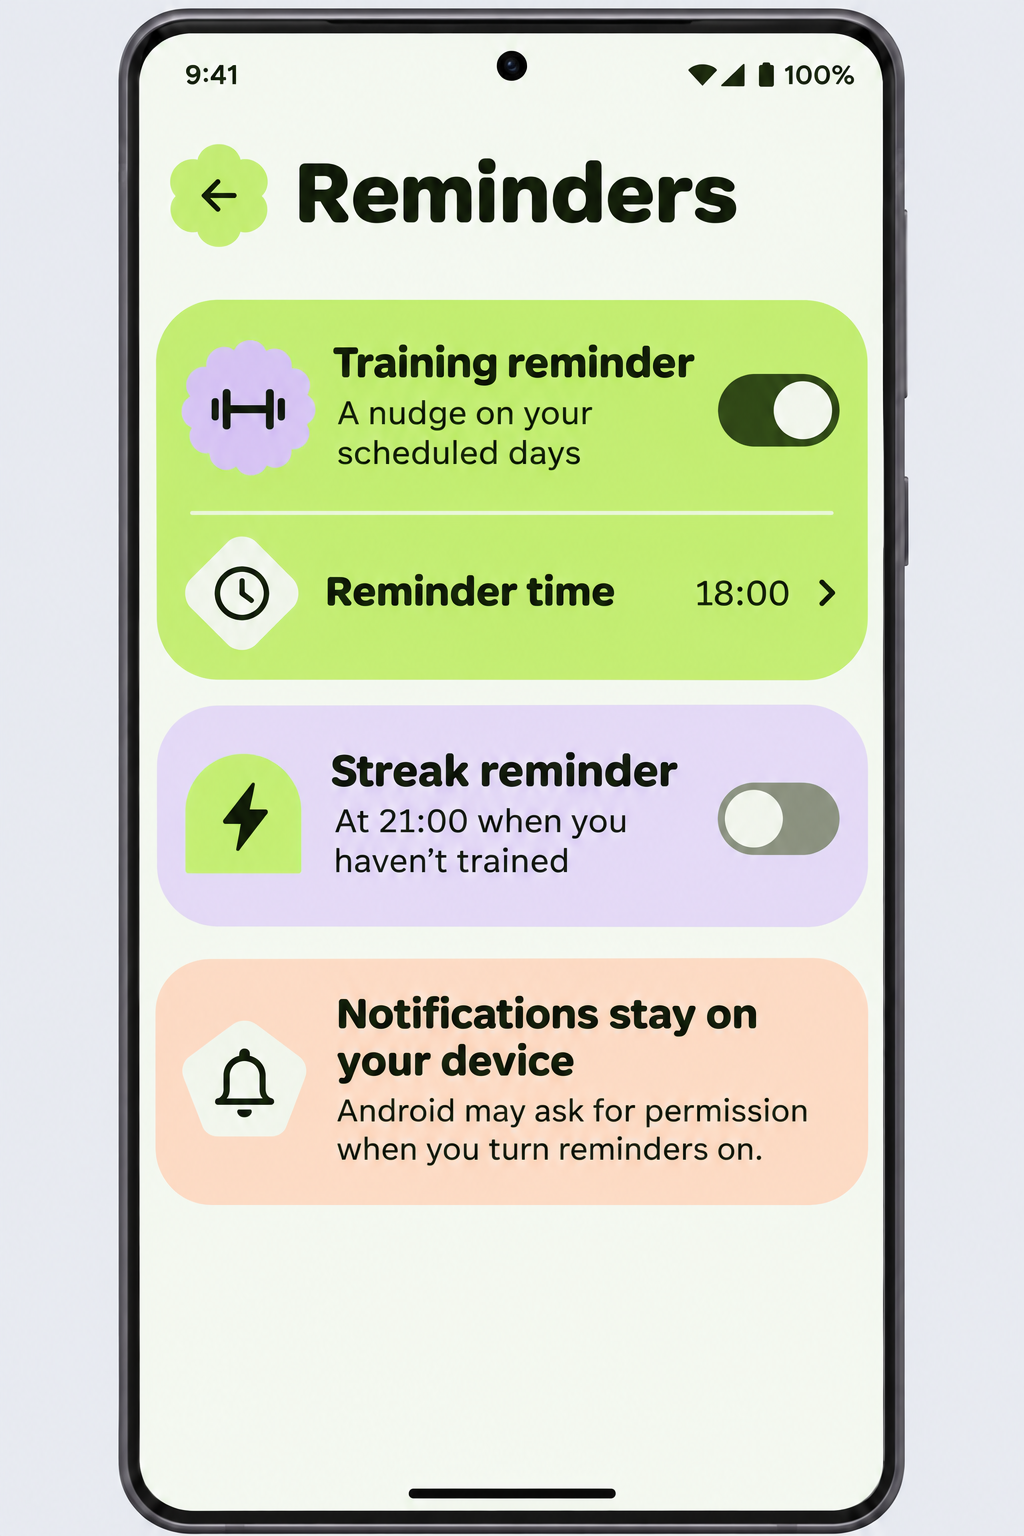 9:41
100%
Reminders
Training reminder
A nudge on your
scheduled days
Reminder time
18:00
Streak reminder
At 21:00 when you
haven’t trained
Notifications stay on
your device
Android may ask for permission
when you turn reminders on.